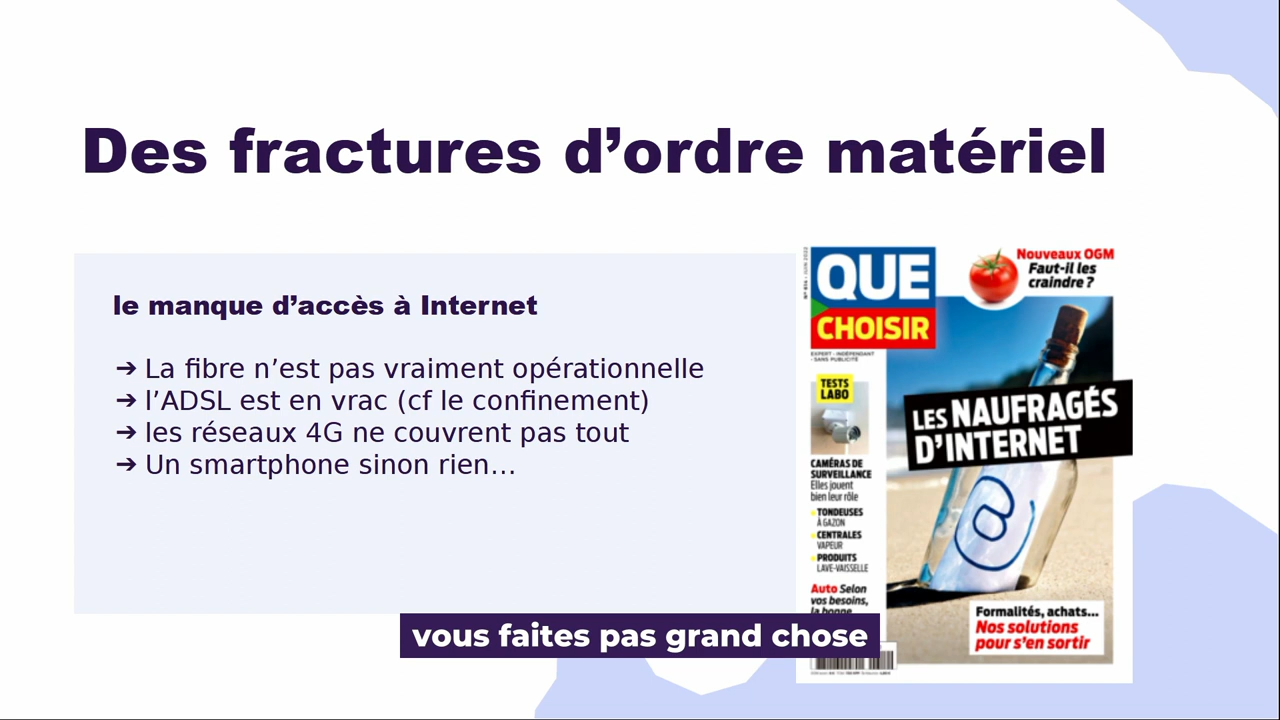 Des fractures d’ordre matériel
le manque d’accès à Internet
➔ La fibre n’est pas vraiment opérationnelle
➔ l’ADSL est en vrac (cf le confinement)
➔ les réseaux 4G ne couvrent pas tout
➔ Un smartphone sinon rien…
QUE
CHOISIR
EXPERT - INDÉPENDANT
- SANS PUBLICITÉ
Nouveaux OGM
Faut-il les
craindre ?
TESTS
LABO
LES NAUFRAGÉS
D’INTERNET
@
CAMÉRAS DE
SURVEILLANCE
Elles jouent
bien leur rôle
TONDEUSES
À GAZON
CENTRALES
VAPEUR
PRODUITS
LAVE-VAISSELLE
Auto Selon
vos besoins,
la bonne
Formalités, achats...
Nos solutions
pour s’en sortir
vous faites pas grand chose